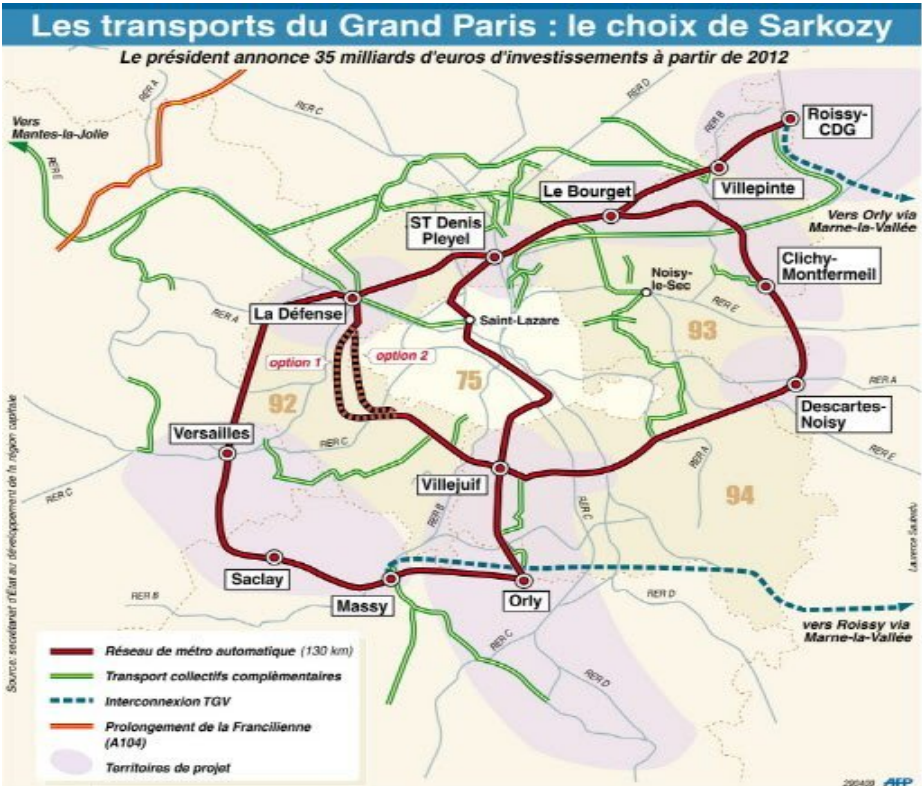 Les transports du Grand Paris : le choix de Sarkozy
Le président annonce 35 milliards d'euros d'investissements à partir de 2012
Vers
Mantes-la-Jolie
RER E
RER A
RER C
RER D
RER B
Roissy-
CDG
Villepinte
Le Bourget
Vers Orly via
Marne-la-Vallée
ST Denis
Pleyel
Clichy-
Montfermeil
Noisy-
le-Sec
RER E
La Défense
RER A
Saint-Lazare
93
option 1
option 2
75
RER A
92
Descartes-
Noisy
Versailles
RER C
RER E
RER A
Villejuif
94
RER C
RER B
RER C
Saclay
Massy
Orly
RER B
RER D
vers Roissy via
Marne-la-Vallée
RER C
RER D
Réseau de métro automatique (130 km)
Transport collectifs complémentaires
Interconnexion TGV
Prolongement de la Francilienne
(A104)
Territoires de projet
Source: secrétariat d'État au développement de la région capitale
AFP